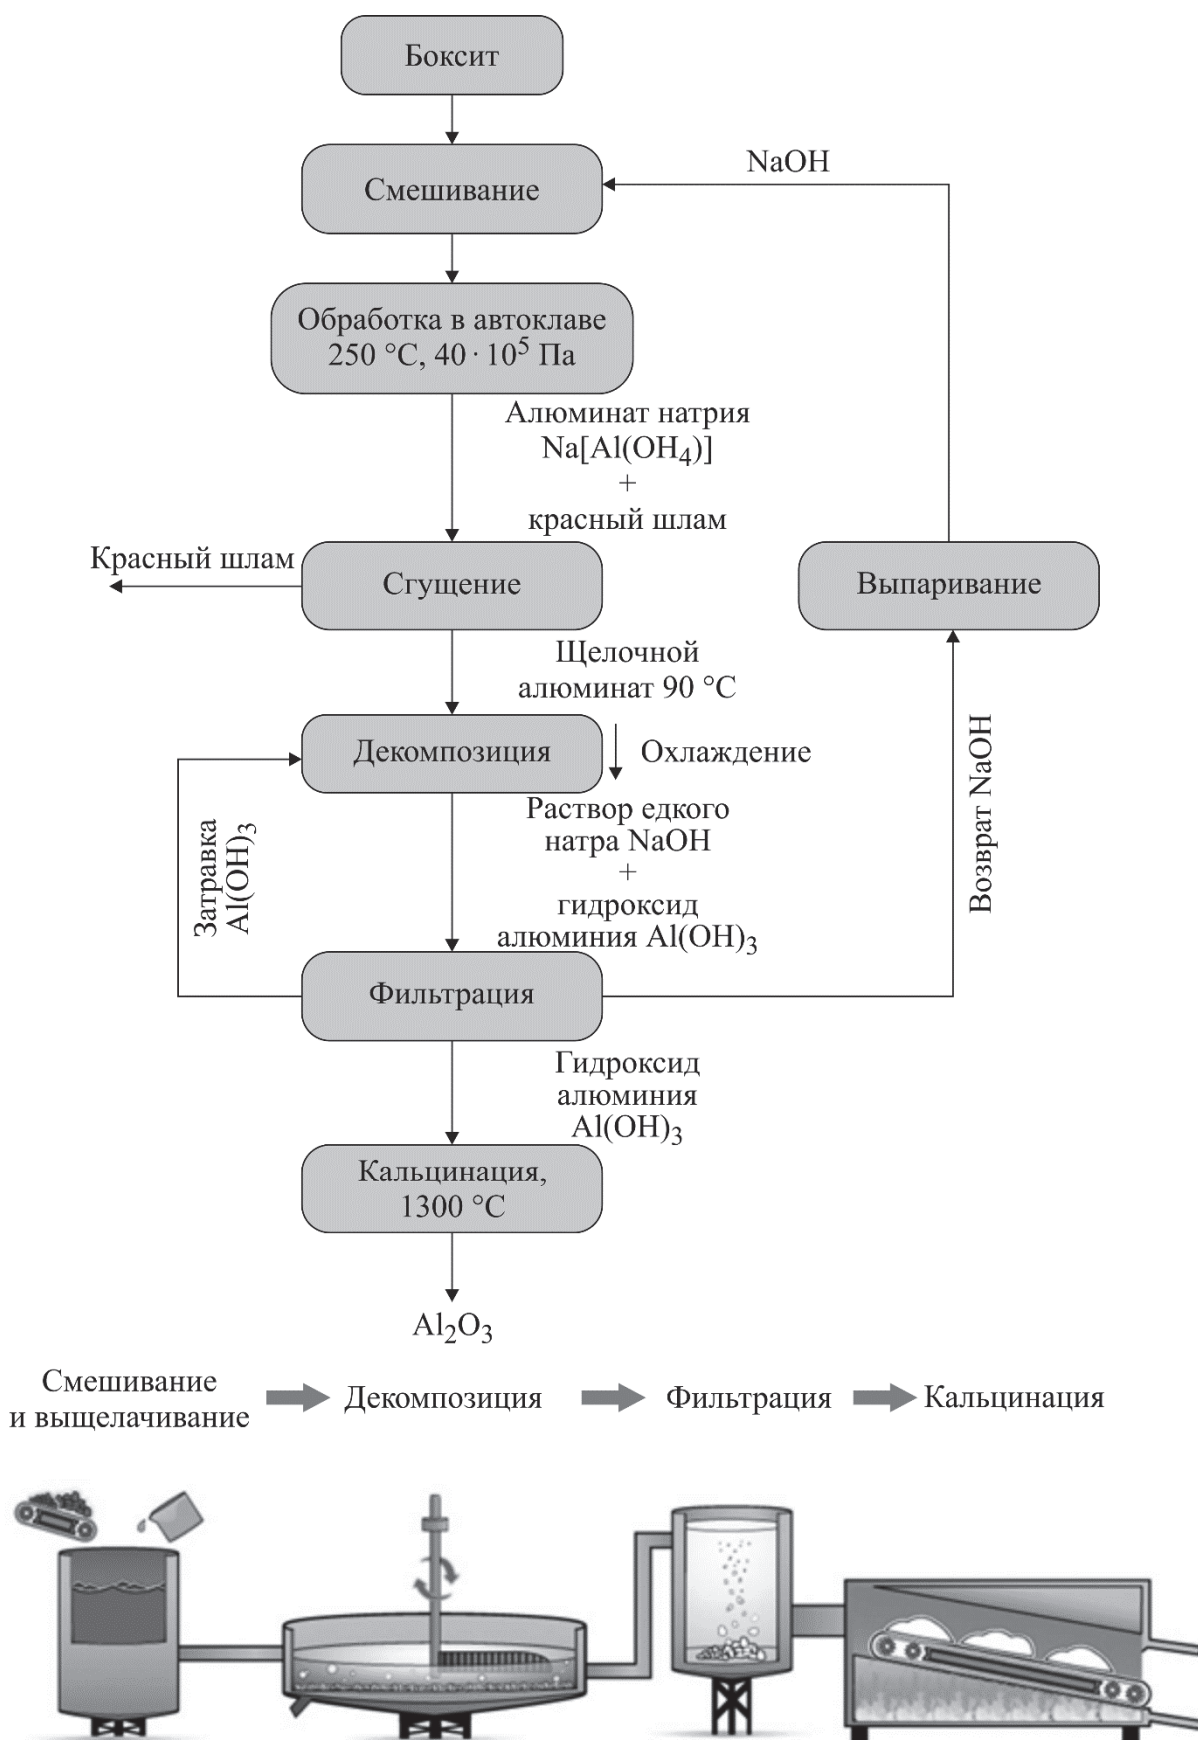 Боксит
NaOH
Смешивание
Обработка в автоклаве
250 °C, 40 · 10⁵ Па
Алюминат натрия
Na[Al(OH₄)]
+
красный шлам
Красный шлам
Сгущение
Выпаривание
Щелочной
алюминат 90 °C
Декомпозиция
Охлаждение
Возврат NaOH
Затравка
Al(OH)₃
Раствор едкого
натра NaOH
+
гидроксид
алюминия Al(OH)₃
Фильтрация
Гидроксид
алюминия
Al(OH)₃
Кальцинация,
1300 °C
Al₂O₃
Смешивание
и выщелачивание
Декомпозиция
Фильтрация
Кальцинация